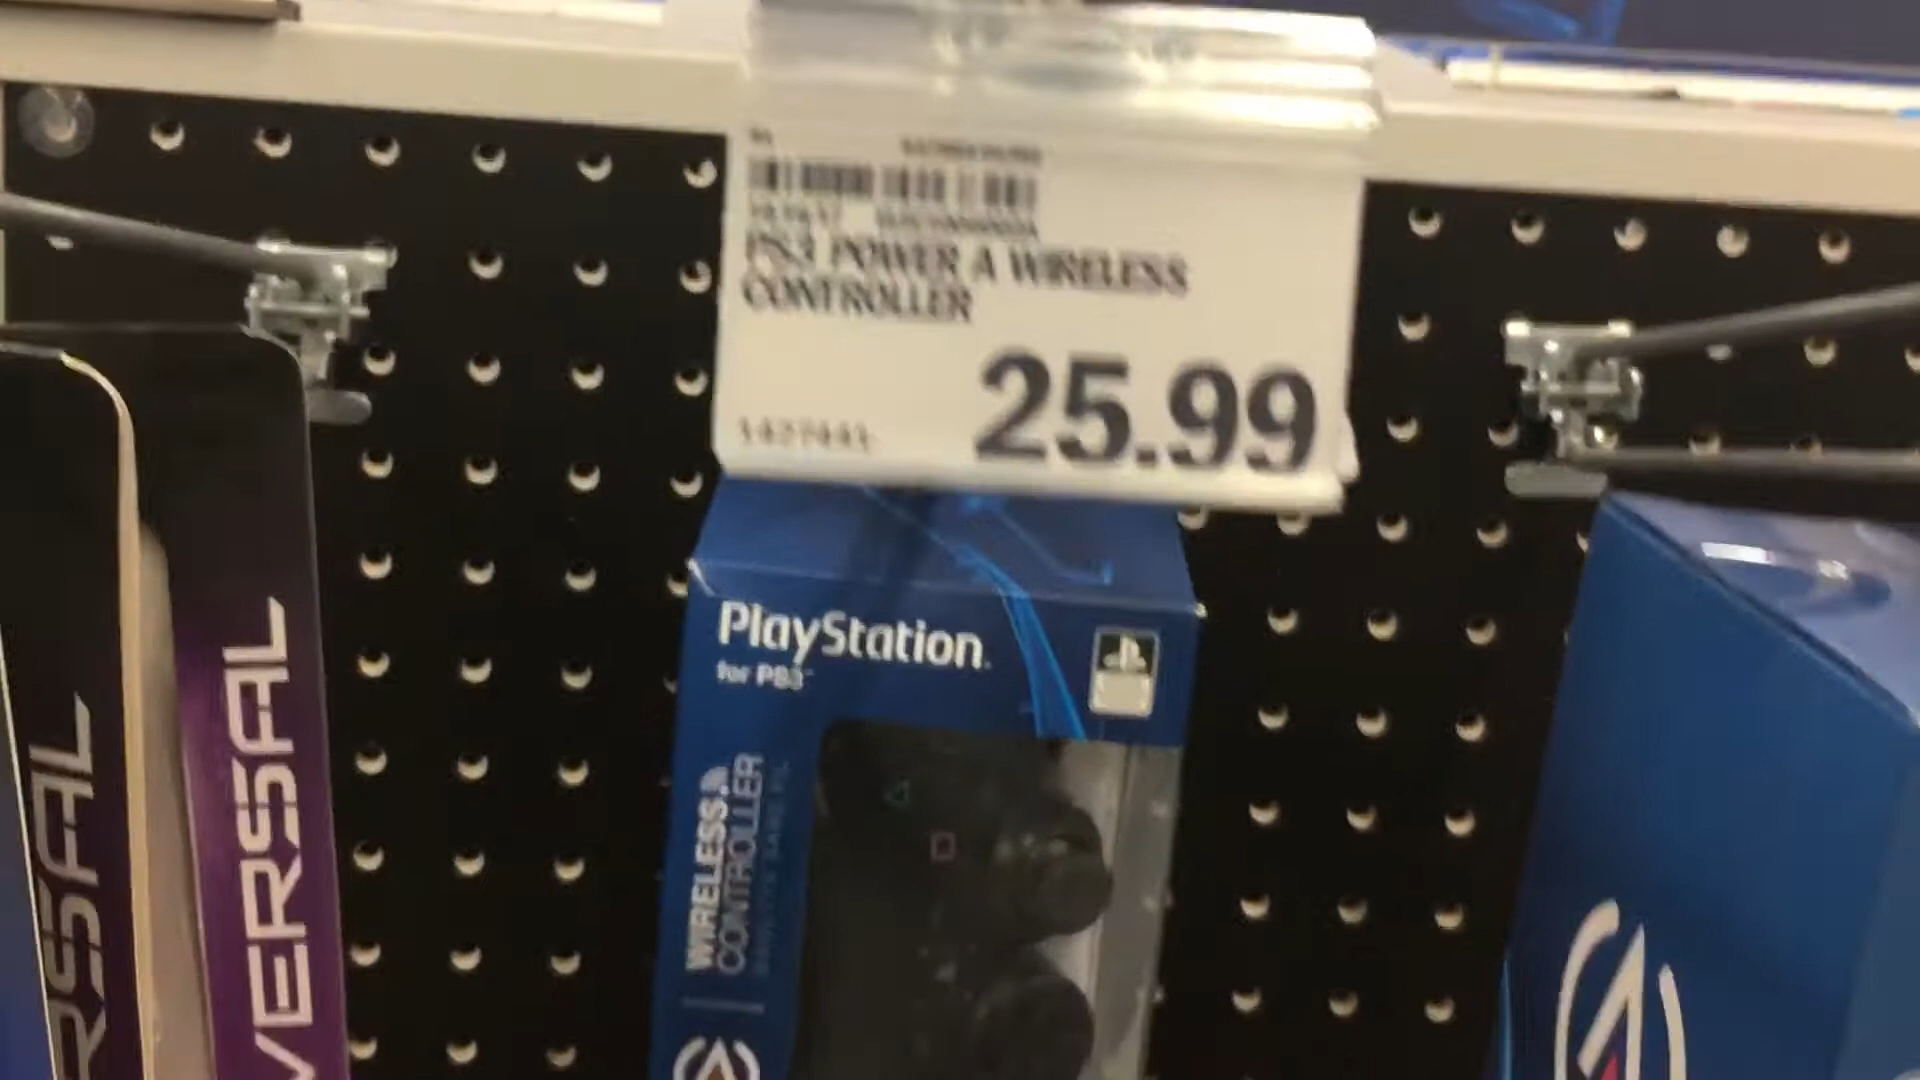 PS3 POWER A WIRELESS
CONTROLLER
25.99
PlayStation
for PS3
WIRELESS
CONTROLLER
VERSAL
RSAL